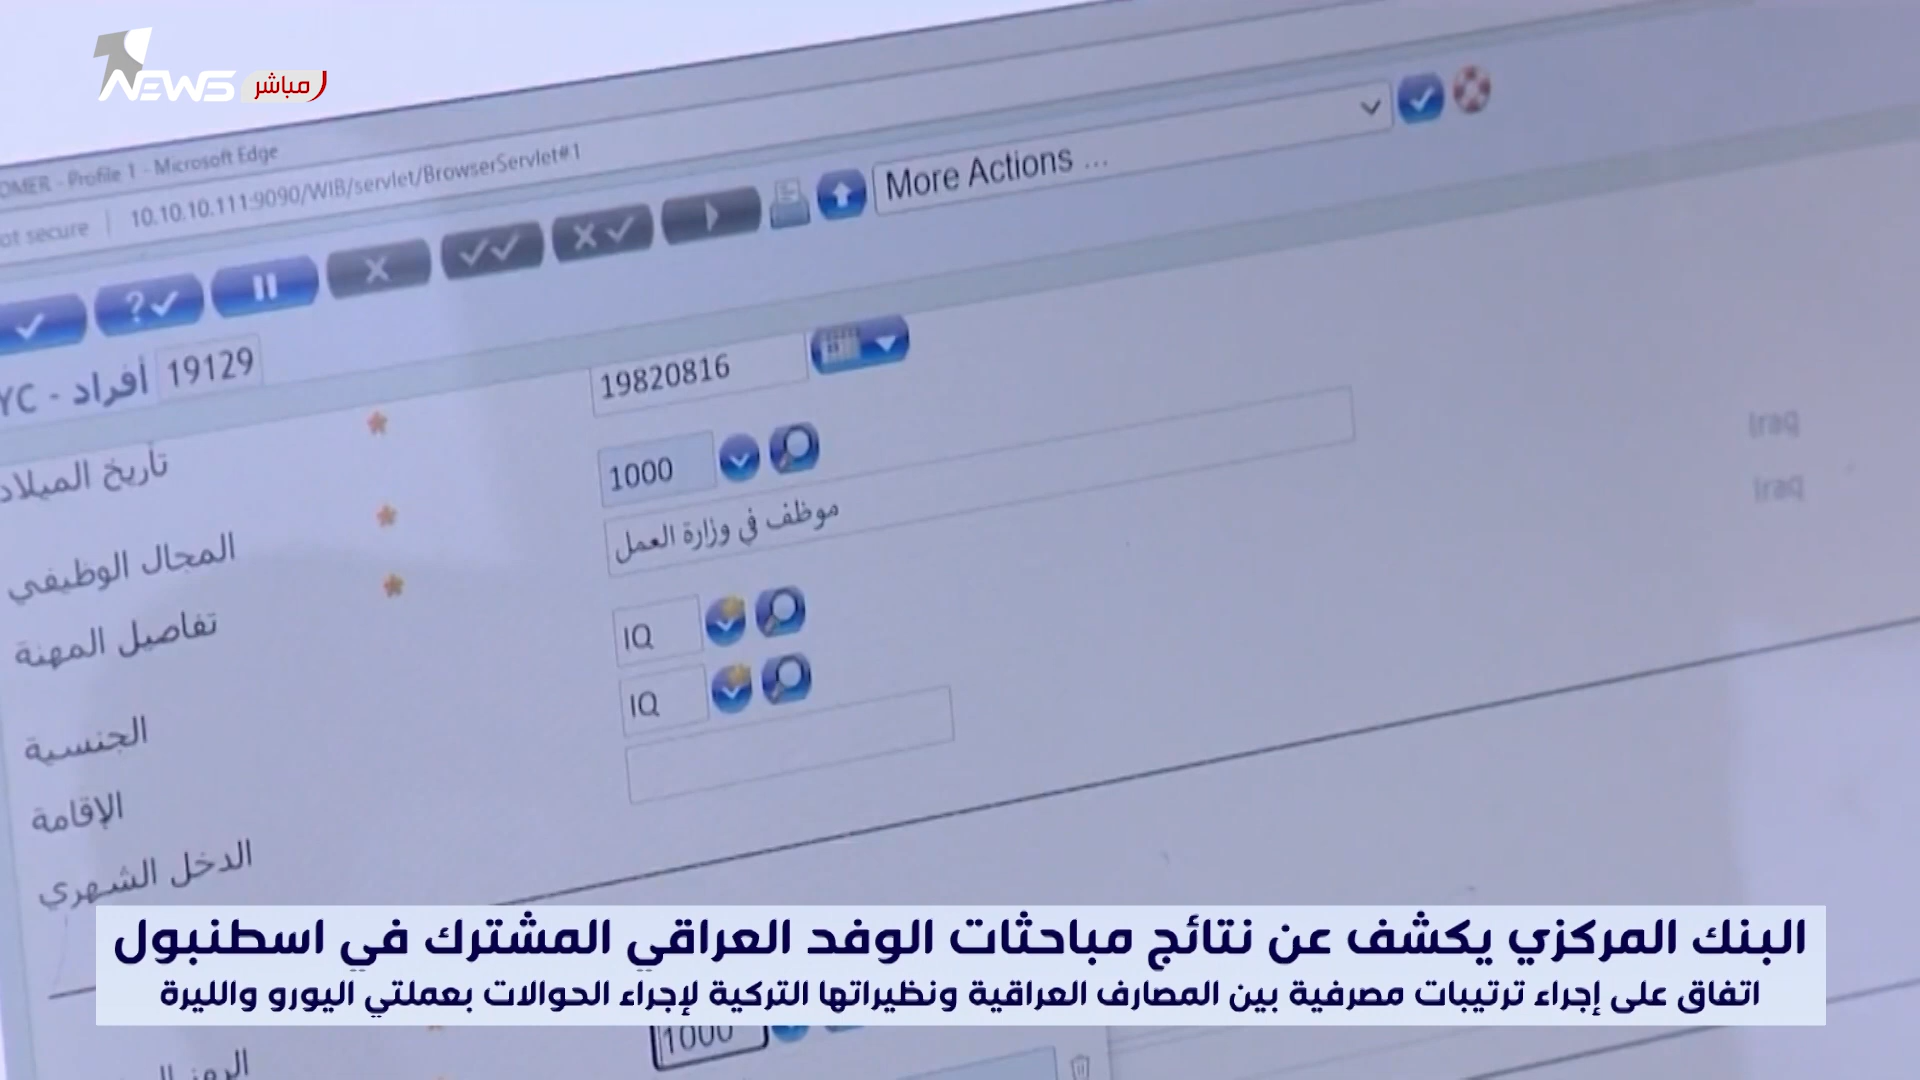 NEWS مباشر
OMER - Profile 1 - Microsoft Edge
ot secure | 10.10.10.111:9090/WIB/servlet/BrowserServlet#1
More Actions ...
YC - أفراد 19129
تأريخ الميلاد * 19820816
المجال الوظيفي * 1000
تفاصيل المهنة * موظف في وزارة العمل
الجنسية IQ Iraq
الإقامة IQ Iraq
الدخل الشهري
البنك المركزي يكشف عن نتائج مباحثات الوفد العراقي المشترك في اسطنبول
اتفاق على إجراء ترتيبات مصرفية بين المصارف العراقية ونظيراتها التركية لإجراء الحوالات بعملتي اليورو والليرة
1000